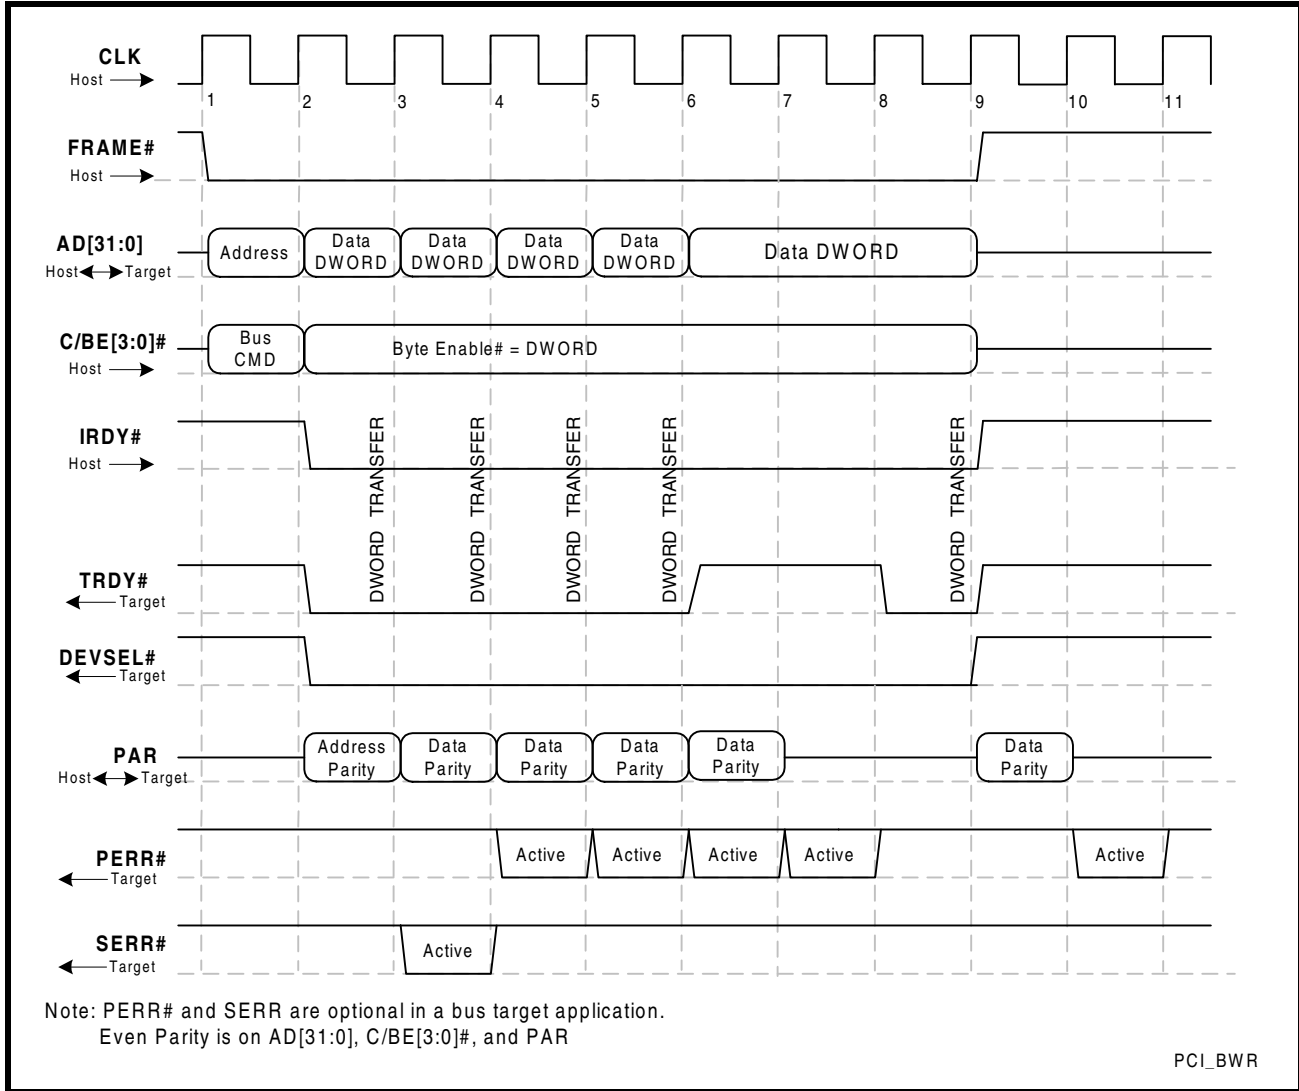 CLK
Host
1 2 3 4 5 6 7 8 9 10 11
FRAME#
Host
AD[31:0]
Host Target
Address
Data
DWORD
Data
DWORD
Data
DWORD
Data
DWORD
Data DWORD
C/BE[3:0]#
Host
Bus
CMD
Byte Enable# = DWORD
IRDY#
Host
DWORD TRANSFER
DWORD TRANSFER
DWORD TRANSFER
DWORD TRANSFER
DWORD TRANSFER
TRDY#
Target
DEVSEL#
Target
PAR
Host Target
Address
Parity
Data
Parity
Data
Parity
Data
Parity
Data
Parity
Data
Parity
PERR#
Target
Active
Active
Active
Active
Active
SERR#
Target
Active
Note: PERR# and SERR are optional in a bus target application.
Even Parity is on AD[31:0], C/BE[3:0]#, and PAR
PCI_BWR